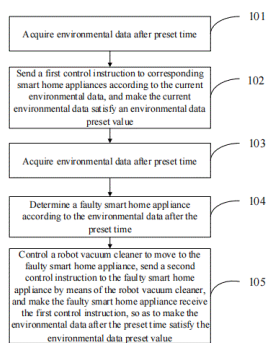 101
Acquire environmental data after preset time
102
Send a first control instruction to corresponding
smart home appliances according to the current
environmental data, and make the current
environmental data satisfy an environmental data
preset value
103
Acquire environmental data after preset time
104
Determine a faulty smart home appliance
according to the environmental data after the
preset time
Control a robot vacuum cleaner to move to the
faulty smart home appliance, send a second
control instruction to the faulty smart home
appliance by means of the robot vacuum cleaner,
and make the faulty smart home appliance receive
the first control instruction, so as to make the
environmental data after the preset time satisfy the
environmental data preset value
105